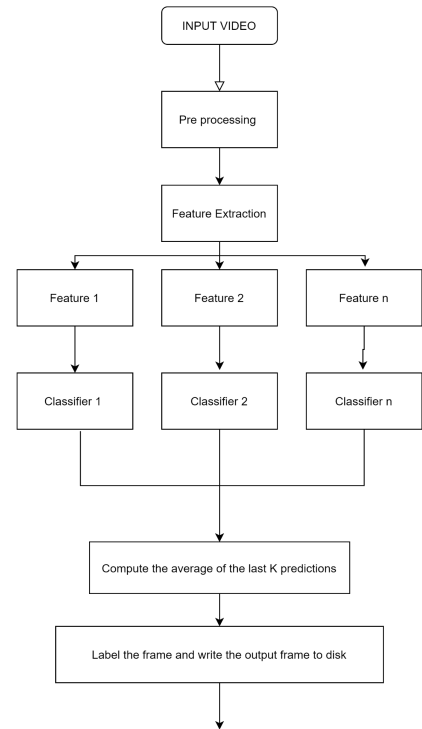 INPUT VIDEO
Pre processing
Feature Extraction
Feature 1
Feature 2
Feature n
Classifier 1
Classifier 2
Classifier n
Compute the average of the last K predictions
Label the frame and write the output frame to disk